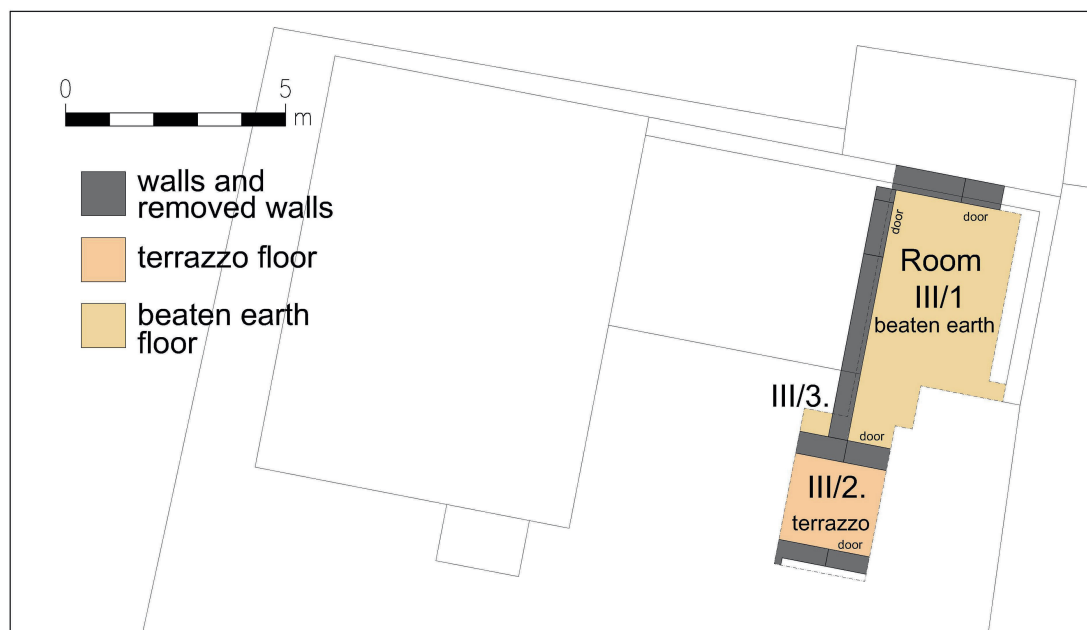 0 5
m
walls and
removed walls
terrazzo floor
beaten earth
floor
door
door
Room
III/1
beaten earth
III/3.
door
III/2.
terrazzo
door